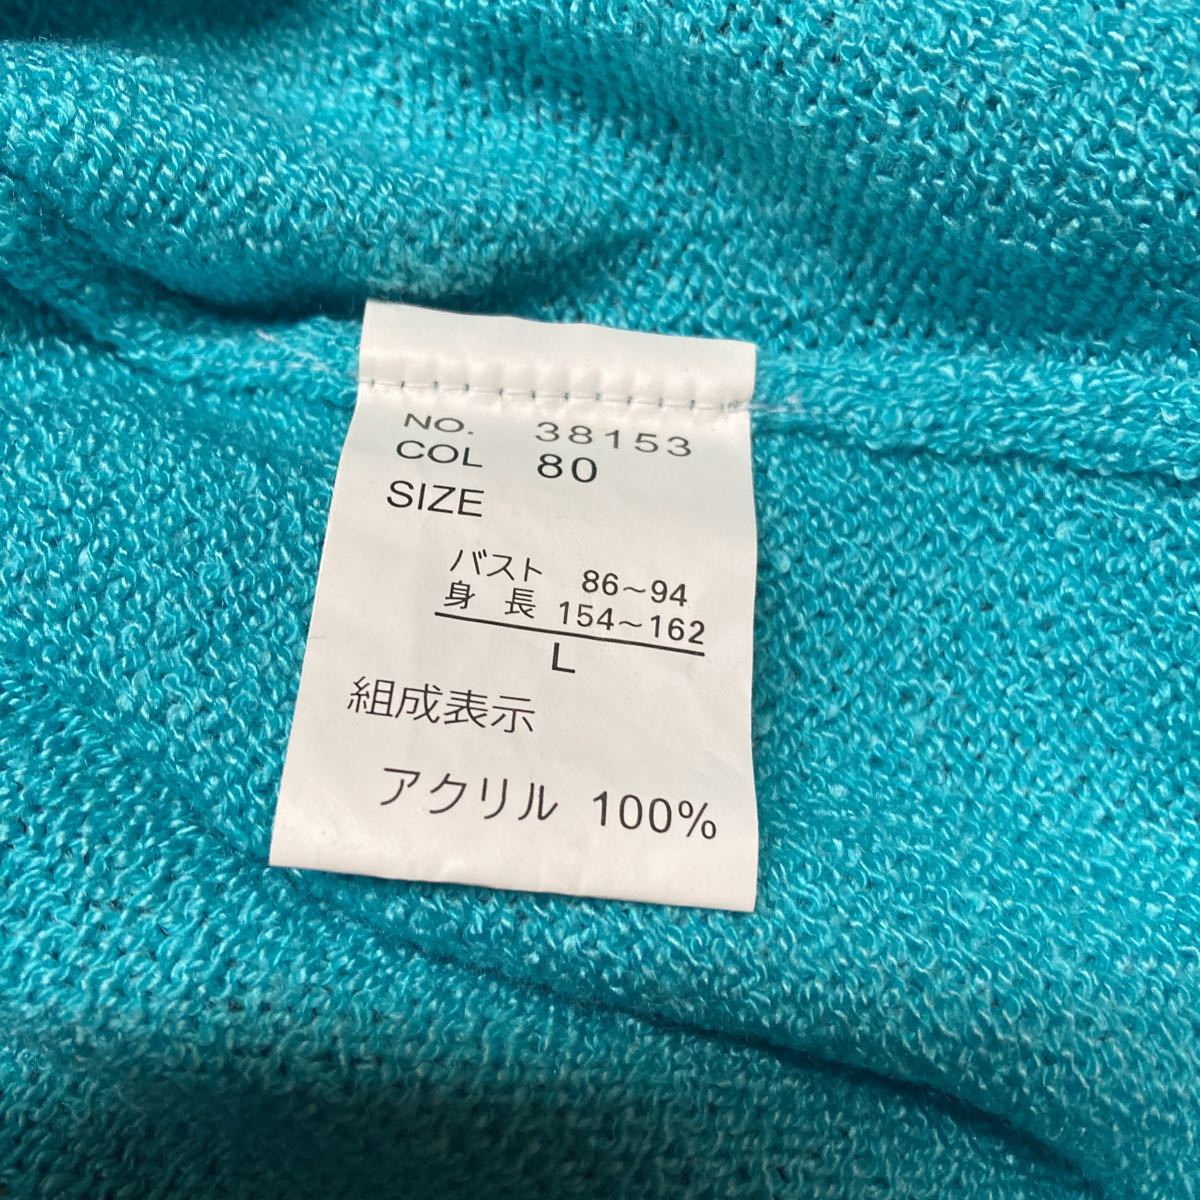 NO. 38153
COL 80
SIZE
バスト 86～94
身 長 154～162
L
組成表示
アクリル 100%